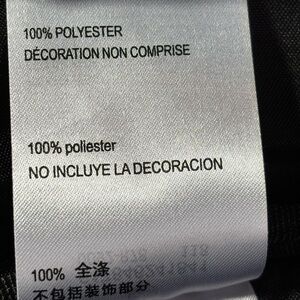 100% POLYESTER
DÉCORATION NON COMPRISE
100% poliester
NO INCLUYE LA DECORACION
100% 全涤
不包括装饰部分